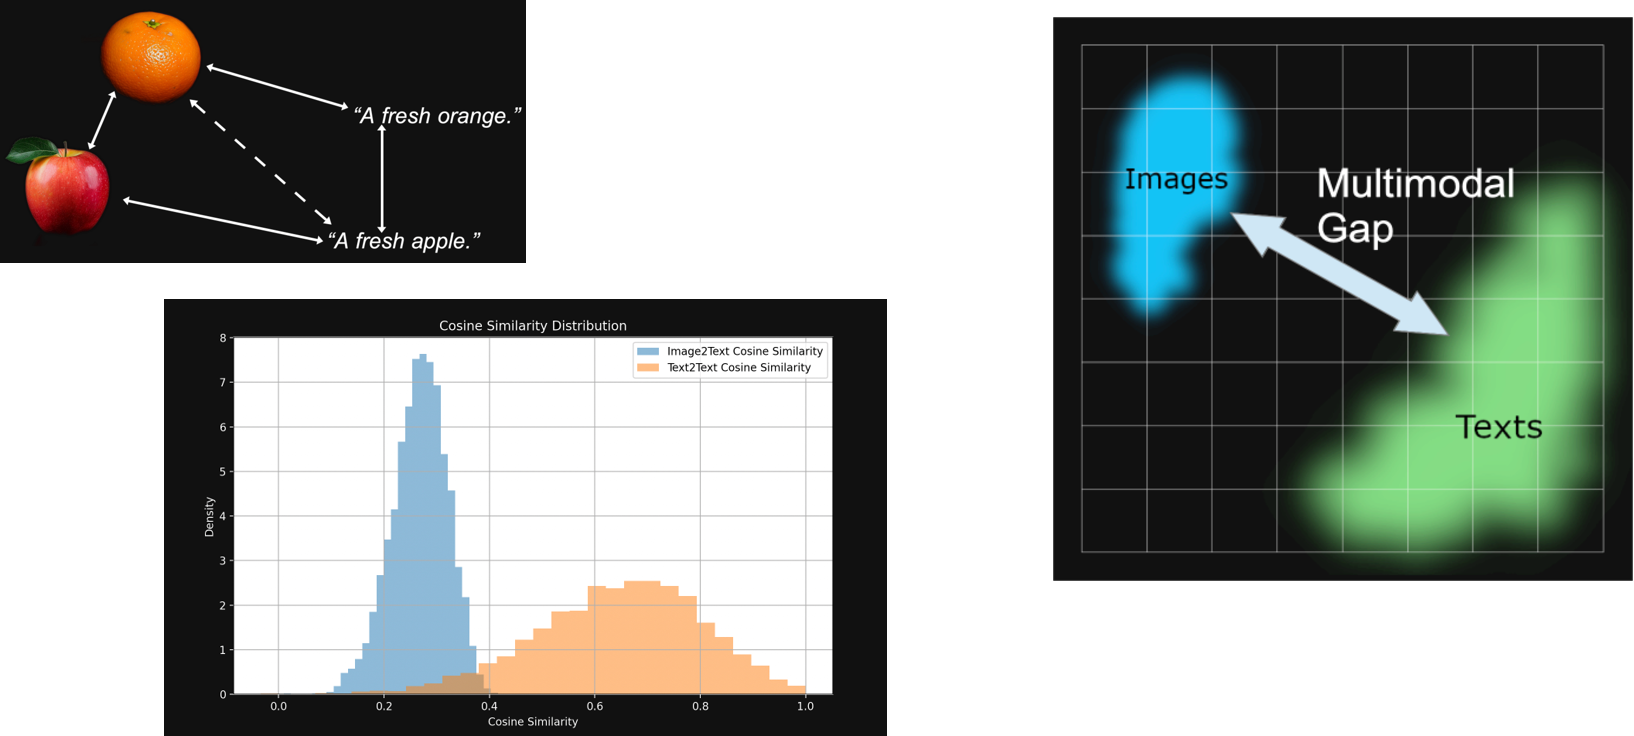 “A fresh orange.”
“A fresh apple.”
Cosine Similarity Distribution
Image2Text Cosine Similarity
Text2Text Cosine Similarity
8
7
6
5
4
3
2
1
0
Density
0.0 0.2 0.4 0.6 0.8 1.0
Cosine Similarity
Images
Multimodal
Gap
Texts